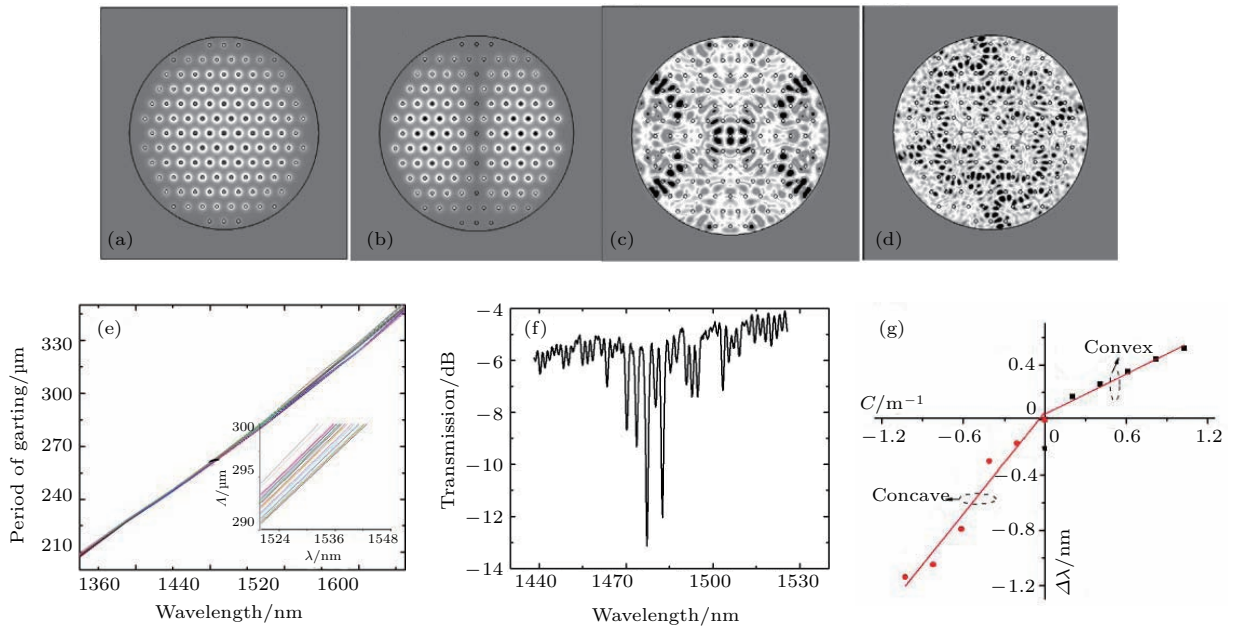 (a)
(b)
(c)
(d)
(e)
Period of garting/μm
330
300
270
240
210
1360
1440
1520
1600
Wavelength/nm
300
295
290
Λ/μm
1524
1536
1548
λ/nm
(f)
Transmission/dB
−4
−6
−8
−10
−12
−14
1440
1470
1500
1530
Wavelength/nm
(g)
Convex
0.4
0
C/m⁻¹
−1.2
−0.6
0
0.6
1.2
−0.4
Concave
−0.8
−1.2
Δλ/nm